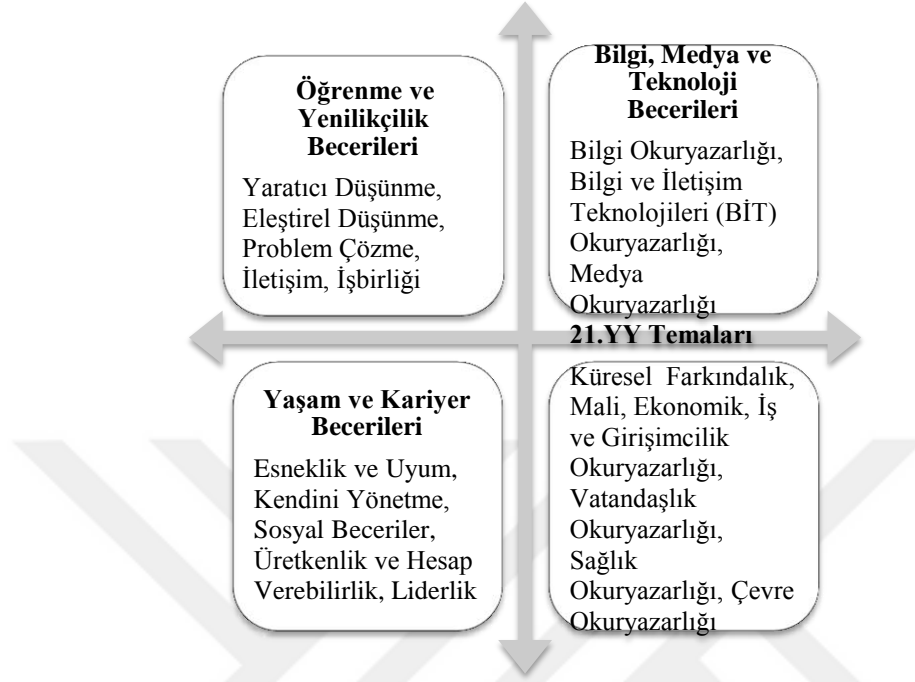 Öğrenme ve
Yenilikçilik
Becerileri
Yaratıcı Düşünme,
Eleştirel Düşünme,
Problem Çözme,
İletişim, İşbirliği
Bilgi, Medya ve
Teknoloji
Becerileri
Bilgi Okuryazarlığı,
Bilgi ve İletişim
Teknolojileri (BİT)
Okuryazarlığı,
Medya
Okuryazarlığı
Yaşam ve Kariyer
Becerileri
Esneklik ve Uyum,
Kendini Yönetme,
Sosyal Beceriler,
Üretkenlik ve Hesap
Verebilirlik, Liderlik
21.YY Temaları
Küresel Farkındalık,
Mali, Ekonomik, İş
ve Girişimcilik
Okuryazarlığı,
Vatandaşlık
Okuryazarlığı,
Sağlık
Okuryazarlığı, Çevre
Okuryazarlığı